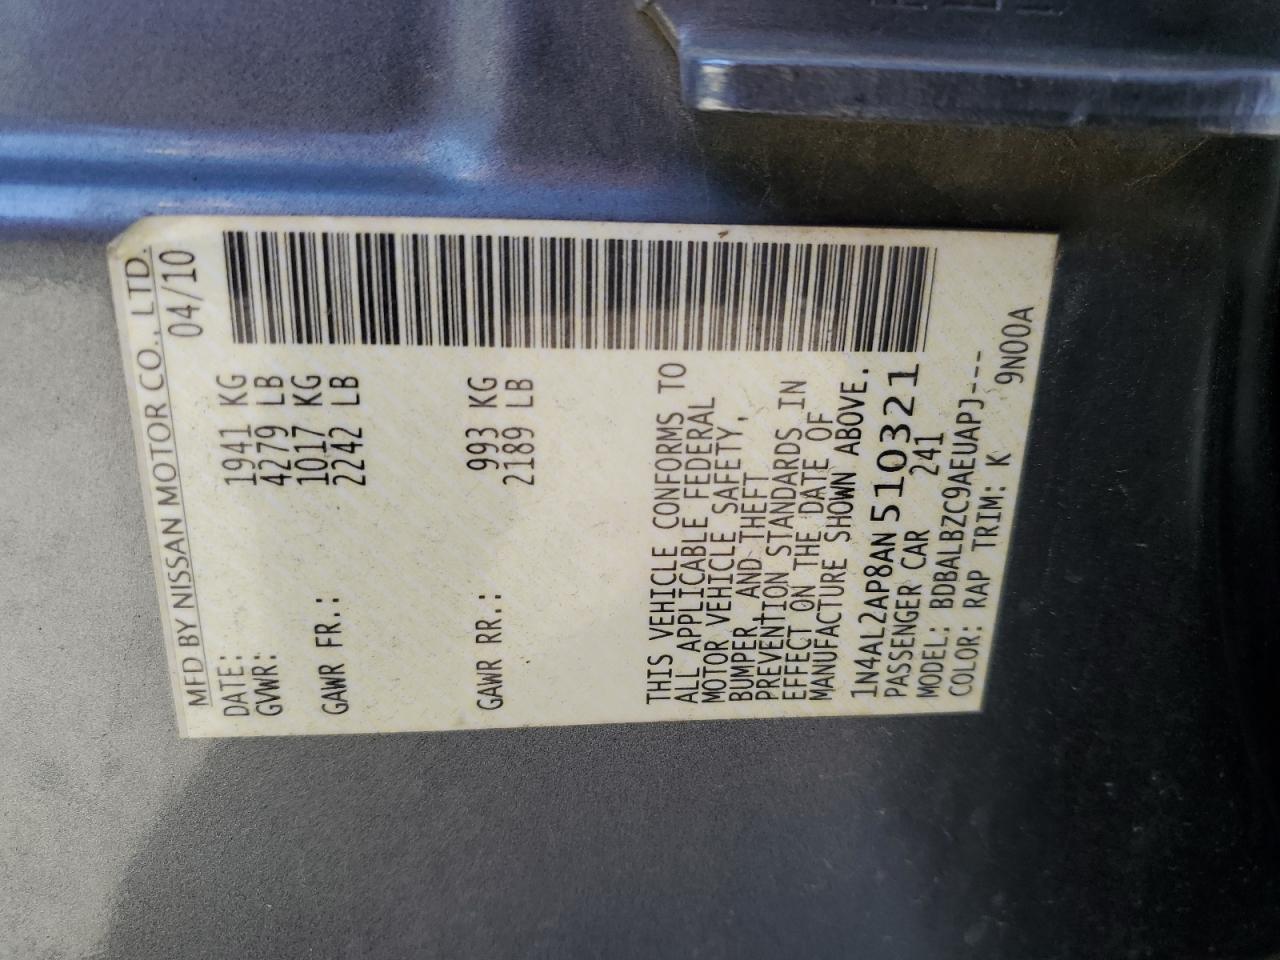 MFD BY NISSAN MOTOR CO., LTD.
DATE: 04/10
GVWR: 1941 KG
4279 LB
GAWR FR.: 1017 KG
2242 LB
GAWR RR.: 993 KG
2189 LB
THIS VEHICLE CONFORMS TO
ALL APPLICABLE FEDERAL
MOTOR VEHICLE SAFETY,
BUMPER, AND THEFT
PREVENTION STANDARDS IN
EFFECT ON THE DATE OF
MANUFACTURE SHOWN ABOVE.
1N4AL2AP8AN510321
PASSENGER CAR 241
MODEL: BDBALBZC9AEUAPJ---
COLOR: RAP TRIM: K 9N00A